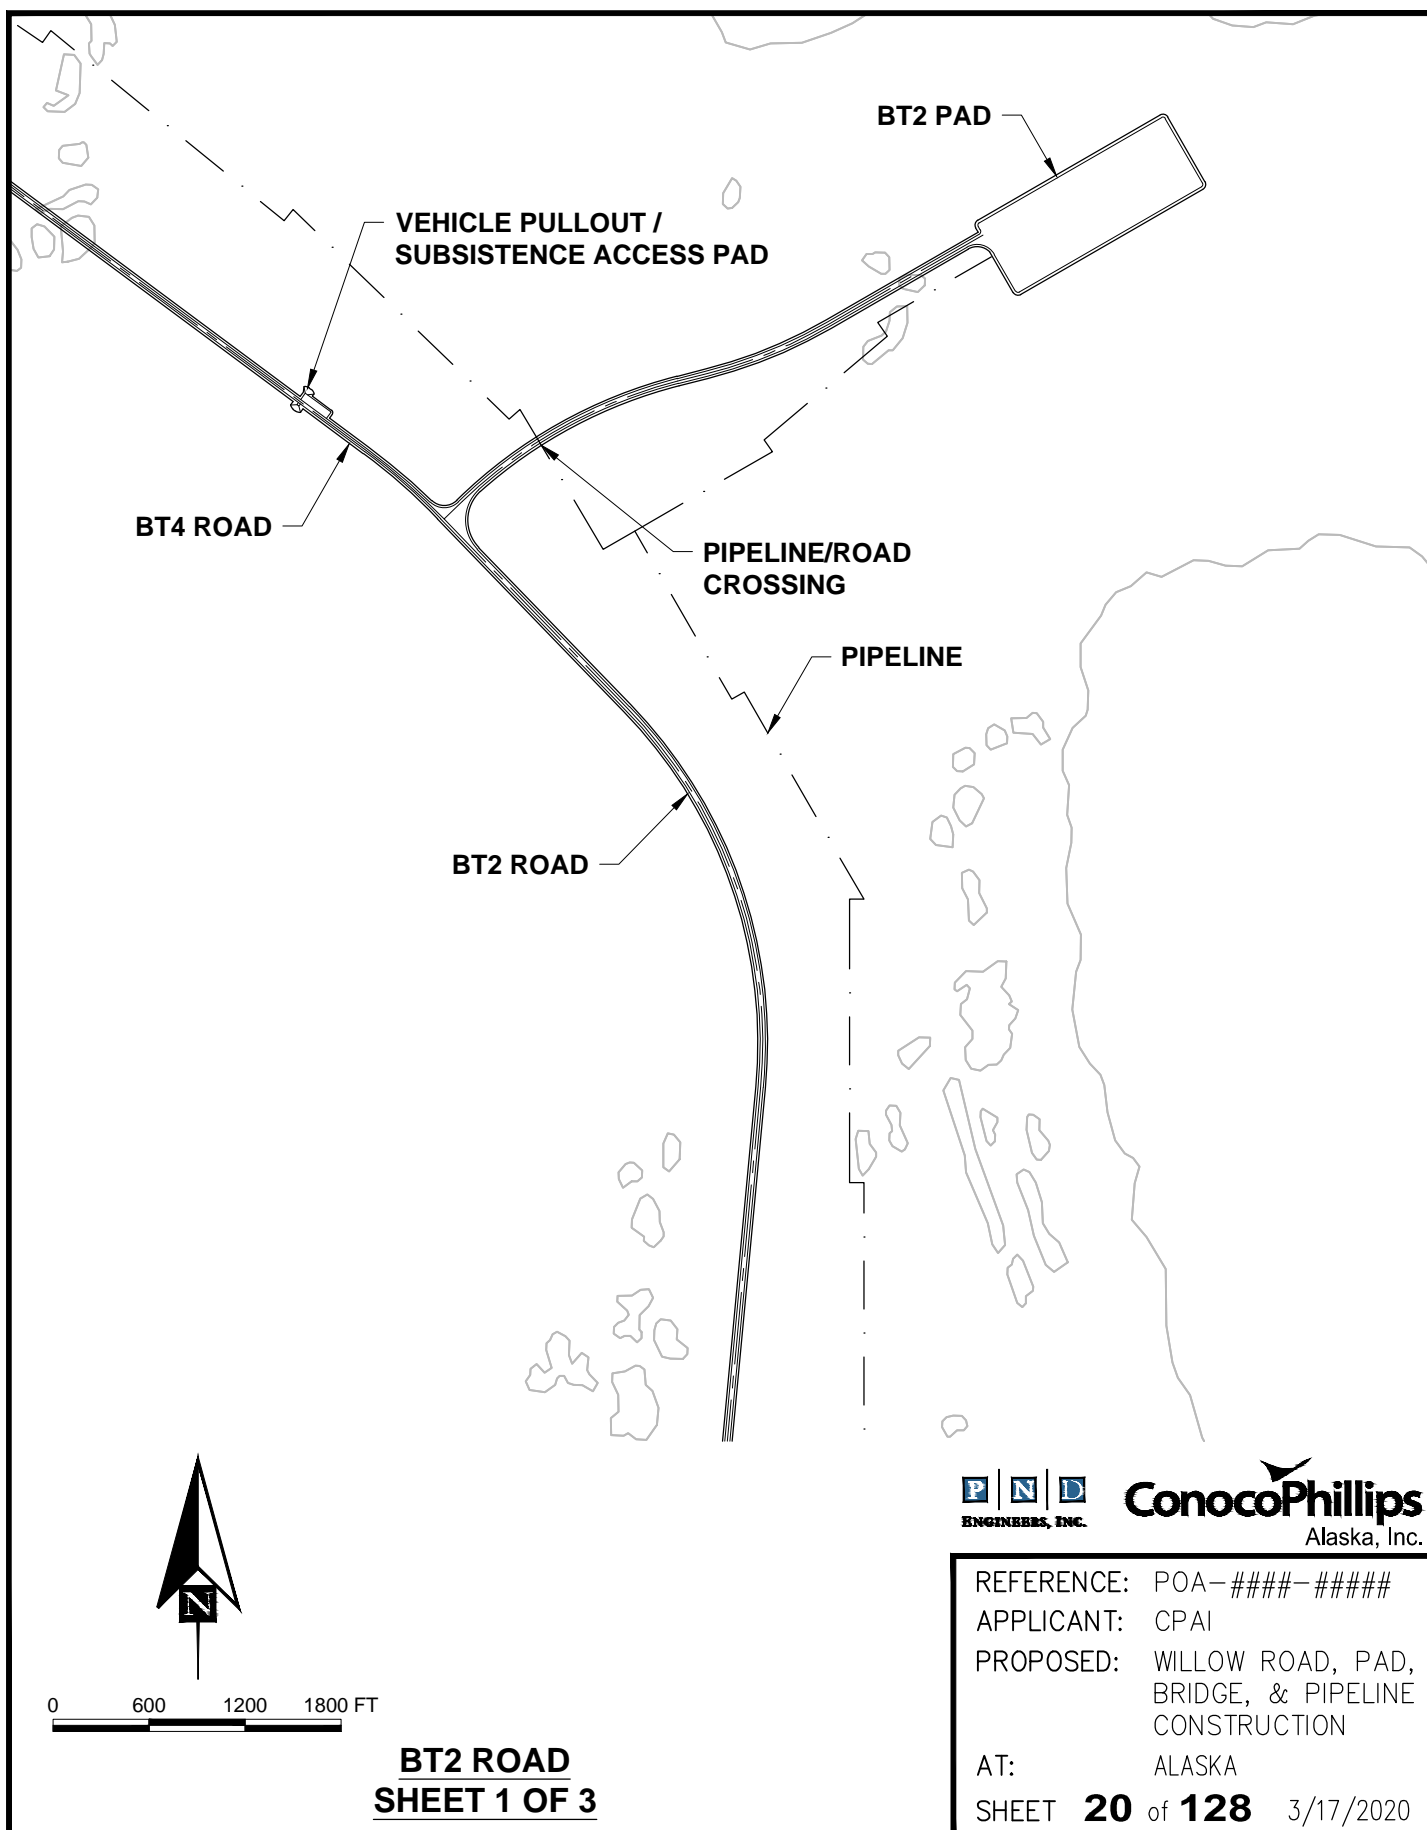 BT2 PAD
VEHICLE PULLOUT /
SUBSISTENCE ACCESS PAD
BT4 ROAD
PIPELINE/ROAD
CROSSING
PIPELINE
BT2 ROAD
N
0 600 1200 1800 FT
BT2 ROAD
SHEET 1 OF 3
P N D
ENGINEERS, INC.
ConocoPhillips
Alaska, Inc.
REFERENCE: POA-####-#####
APPLICANT: CPAI
PROPOSED: WILLOW ROAD, PAD,
BRIDGE, & PIPELINE
CONSTRUCTION
AT: ALASKA
SHEET 20 of 128 3/17/2020